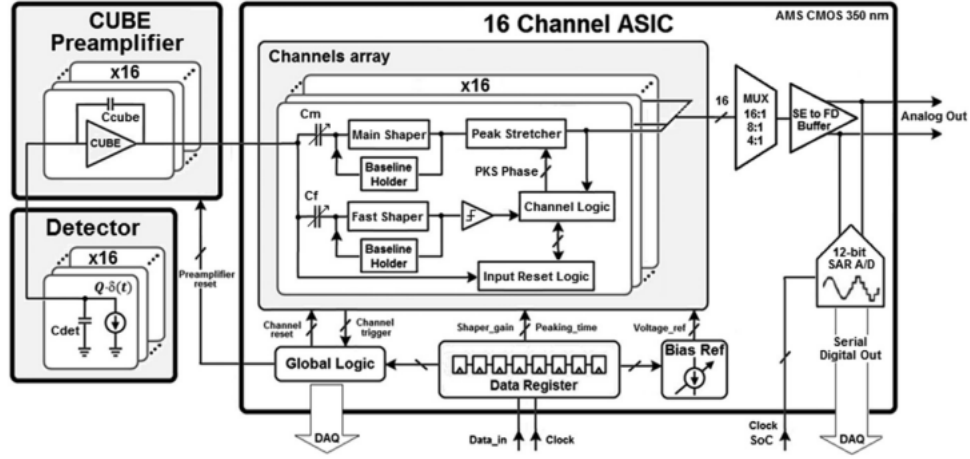 CUBE
Preamplifier
x16
Ccube
CUBE
Detector
x16
Q·δ(t)
Cdet
Preamplifier
reset
16 Channel ASIC
AMS CMOS 350 nm
Channels array
x16
Cm
Main Shaper
Peak Stretcher
Baseline
Holder
PKS Phase
Cf
Fast Shaper
Channel Logic
Baseline
Holder
Input Reset Logic
16
MUX
16:1
8:1
4:1
SE to FD
Buffer
Analog Out
12-bit
SAR A/D
Channel
reset
Channel
trigger
Shaper_gain
Peaking_time
Voltage_ref
Global Logic
Data Register
Bias Ref
Serial
Digital Out
DAQ
Data_in
Clock
Clock
SoC
DAQ